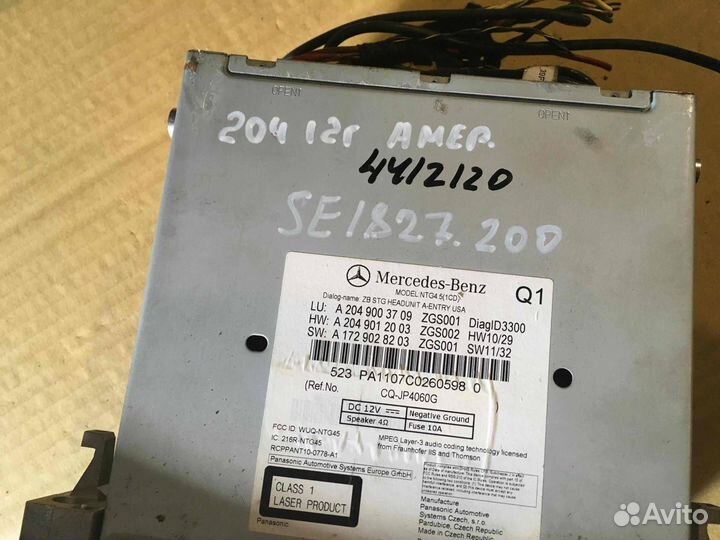 OPENT
OPENT
204 12г АМЕР.
4412120
SE1827.200
Mercedes-Benz
Q1
MODEL: NTG4.5(1CD)
Dialog-name: ZB STG HEADUNIT A-ENTRY USA
LU: A 204 900 37 09 ZGS001 DiagID3300
HW: A 204 901 20 03 ZGS002 HW10/29
SW: A 172 902 82 03 ZGS001 SW11/32
523 PA1107C0260598 0
(Ref.No. CQ-JP4060G
DC 12V Negative Ground
Speaker 4Ω Fuse 10A
FCC ID: WUQ-NTG45
IC: 216R-NTG45
RCPPANT10-0778-A1
MPEG Layer-3 audio coding technology licensed
from Fraunhofer IIS and Thomson
Panasonic Automotive Systems Europe GmbH
CLASS 1
LASER PRODUCT
Panasonic
Manufacture
Panasonic Automotive
Systems Czech, s.r.o.
Pardubice, Czech Republic
Made in Czech Republic
Avito